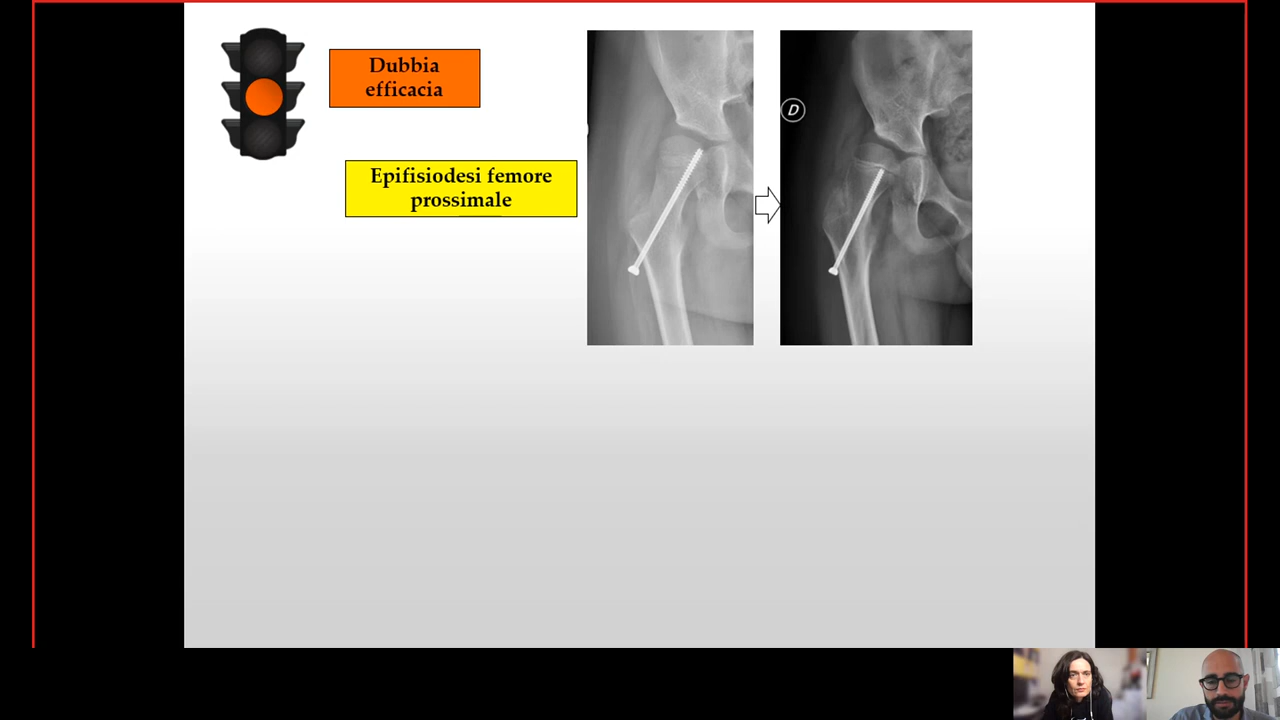 Dubbia
efficacia
Epifisiodesi femore
prossimale
D